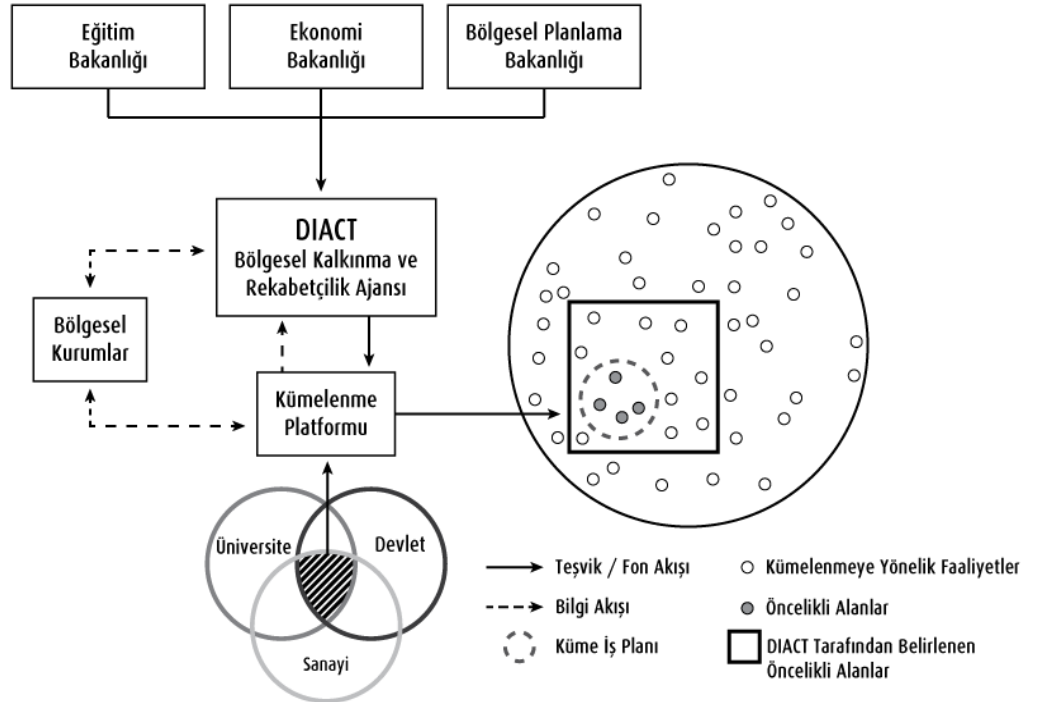 Eğitim
Bakanlığı
Ekonomi
Bakanlığı
Bölgesel Planlama
Bakanlığı
DIACT
Bölgesel Kalkınma ve
Rekabetçilik Ajansı
Bölgesel
Kurumlar
Kümelenme
Platformu
Üniversite
Devlet
Sanayi
Teşvik / Fon Akışı
Bilgi Akışı
Küme İş Planı
Kümelenmeye Yönelik Faaliyetler
Öncelikli Alanlar
DIACT Tarafından Belirlenen
Öncelikli Alanlar